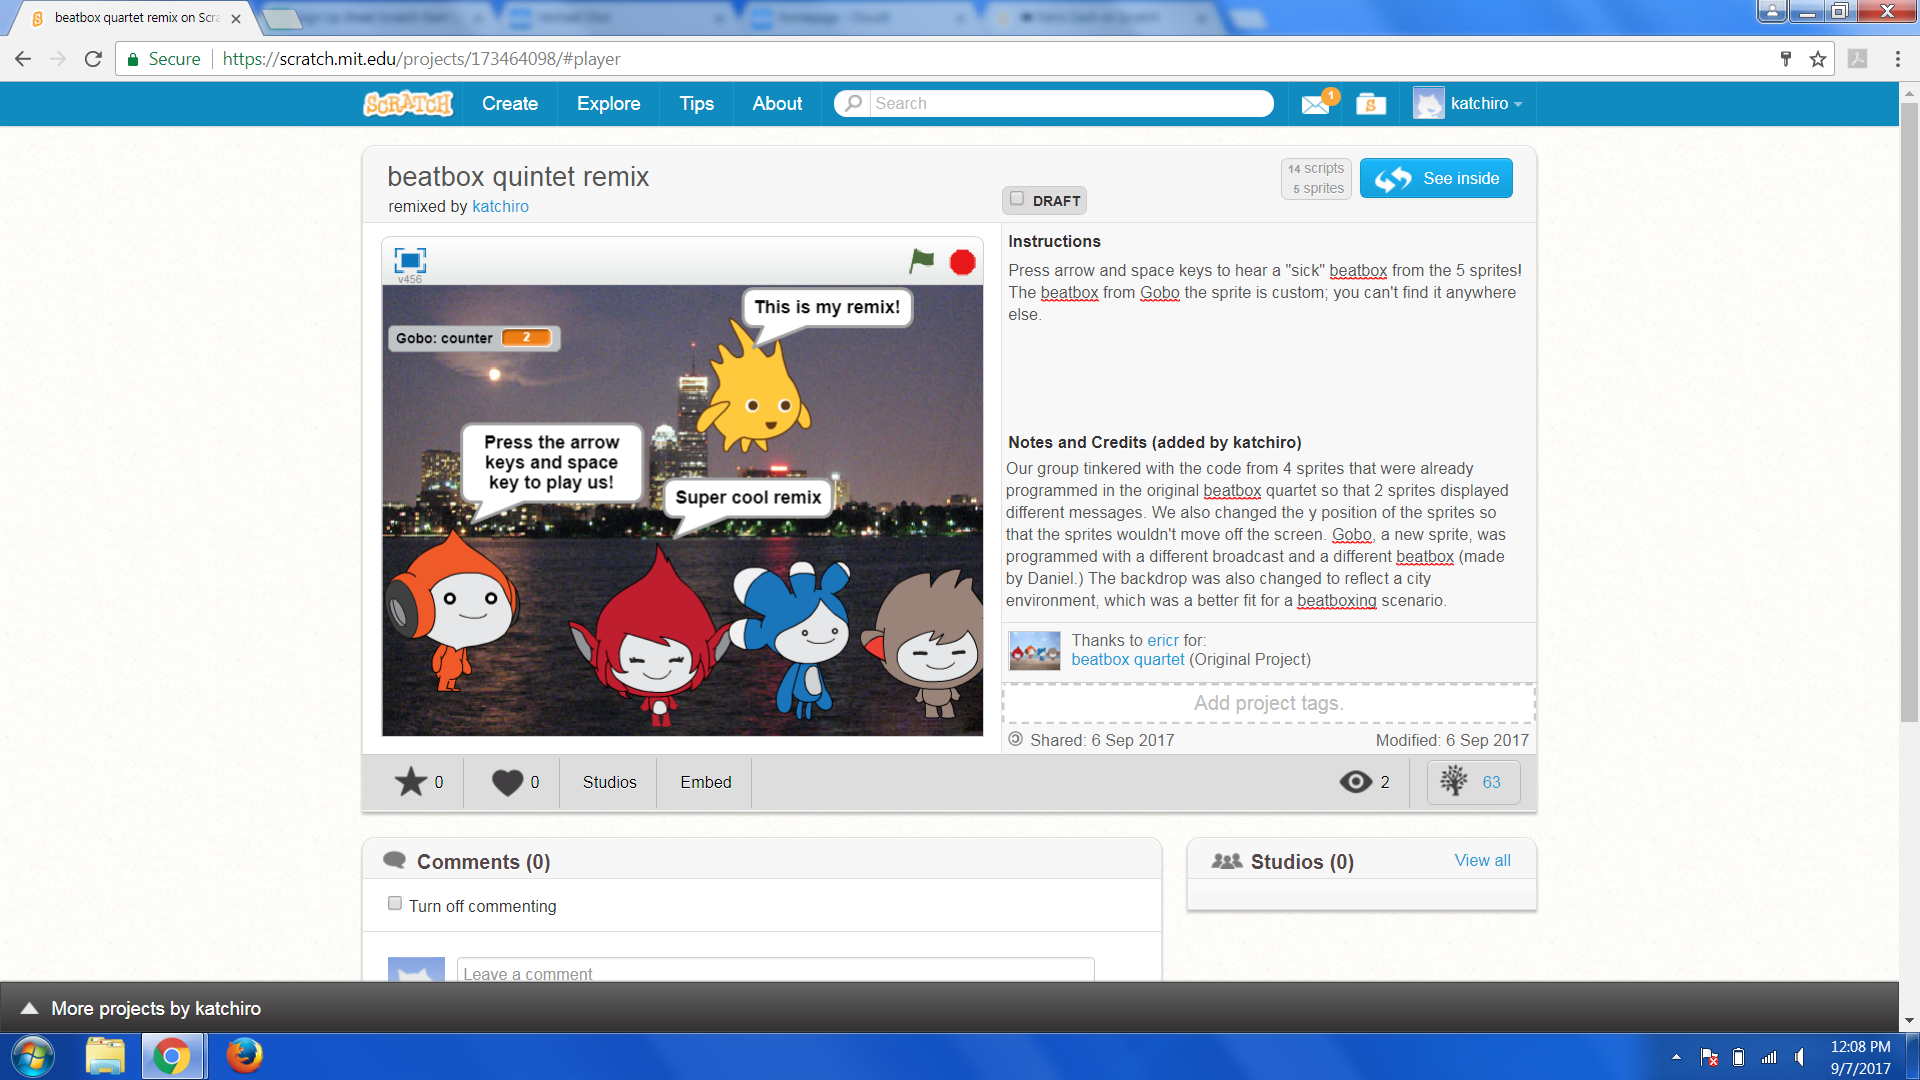 beatbox quartet remix on Scra
Secure https://scratch.mit.edu/projects/173464098/#player
SCRATCH Create Explore Tips About Search 1 S katchiro
beatbox quintet remix
remixed by katchiro
DRAFT
14 scripts
5 sprites
See inside
v456
This is my remix!
Gobo: counter 2
Press the arrow
keys and space
key to play us!
Super cool remix
Instructions
Press arrow and space keys to hear a "sick" beatbox from the 5 sprites!
The beatbox from Gobo the sprite is custom; you can't find it anywhere
else.
Notes and Credits (added by katchiro)
Our group tinkered with the code from 4 sprites that were already
programmed in the original beatbox quartet so that 2 sprites displayed
different messages. We also changed the y position of the sprites so
that the sprites wouldn't move off the screen. Gobo, a new sprite, was
programmed with a different broadcast and a different beatbox (made
by Daniel.) The backdrop was also changed to reflect a city
environment, which was a better fit for a beatboxing scenario.
Thanks to ericr for:
beatbox quartet (Original Project)
Add project tags.
Shared: 6 Sep 2017 Modified: 6 Sep 2017
0 0 Studios Embed 2 63
Comments (0)
Turn off commenting
Leave a comment
Studios (0) View all
More projects by katchiro
12:08 PM
9/7/2017